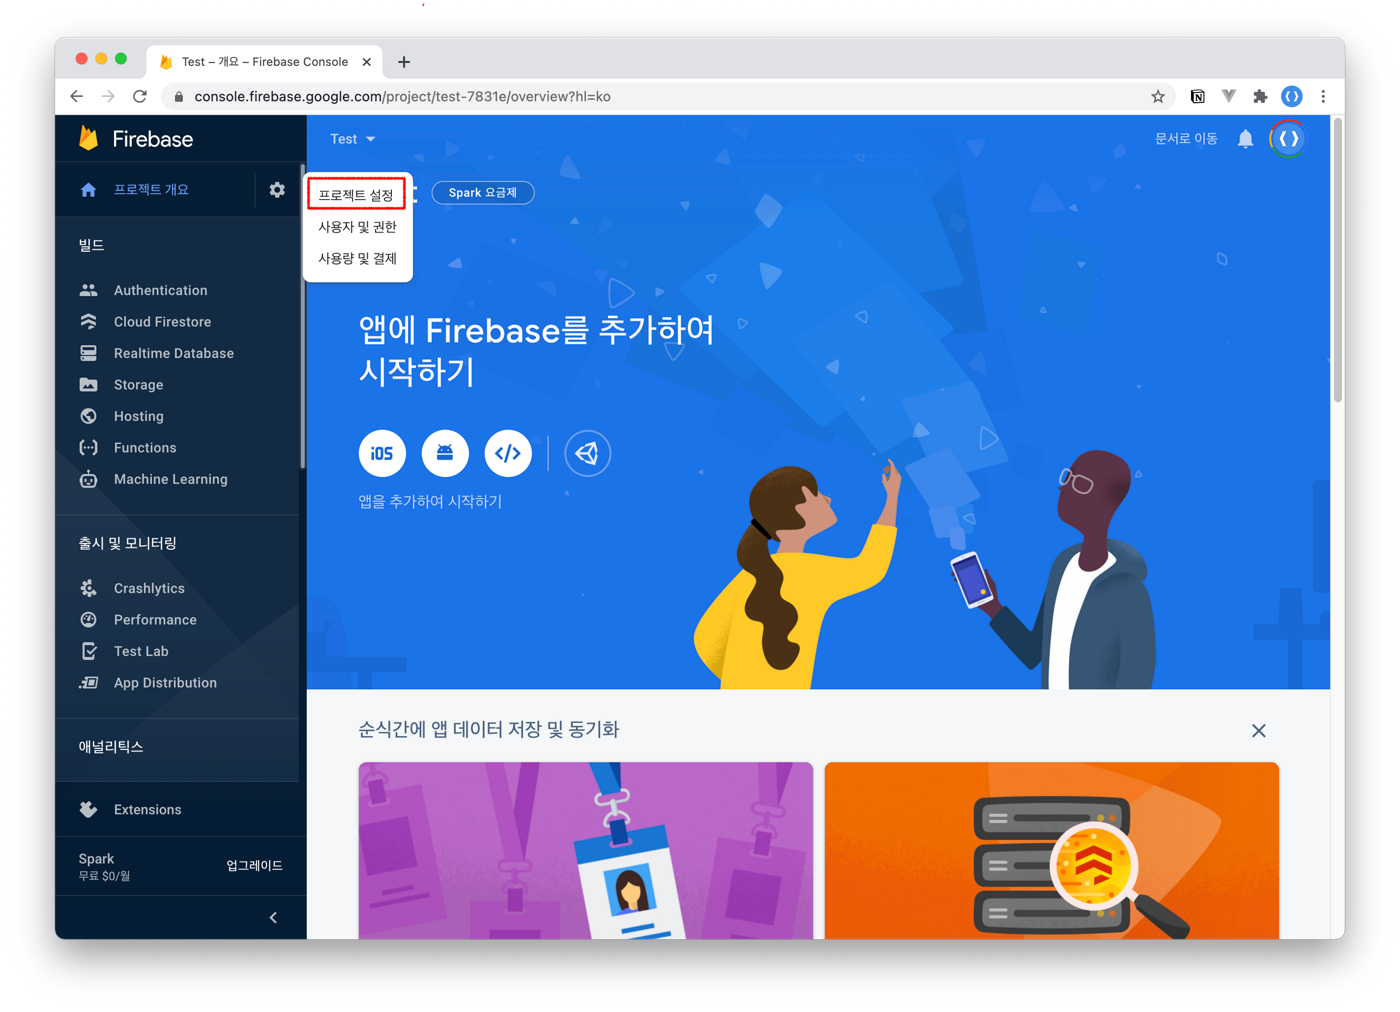 Test – 개요 – Firebase Console
console.firebase.google.com/project/test-7831e/overview?hl=ko
Firebase
Test
문서로 이동
프로젝트 개요
프로젝트 설정
사용자 및 권한
사용량 및 결제
Spark 요금제
빌드
Authentication
Cloud Firestore
Realtime Database
Storage
Hosting
Functions
Machine Learning
출시 및 모니터링
Crashlytics
Performance
Test Lab
App Distribution
애널리틱스
Extensions
Spark
무료 $0/월
업그레이드
앱에 Firebase를 추가하여
시작하기
iOS
앱을 추가하여 시작하기
순식간에 앱 데이터 저장 및 동기화